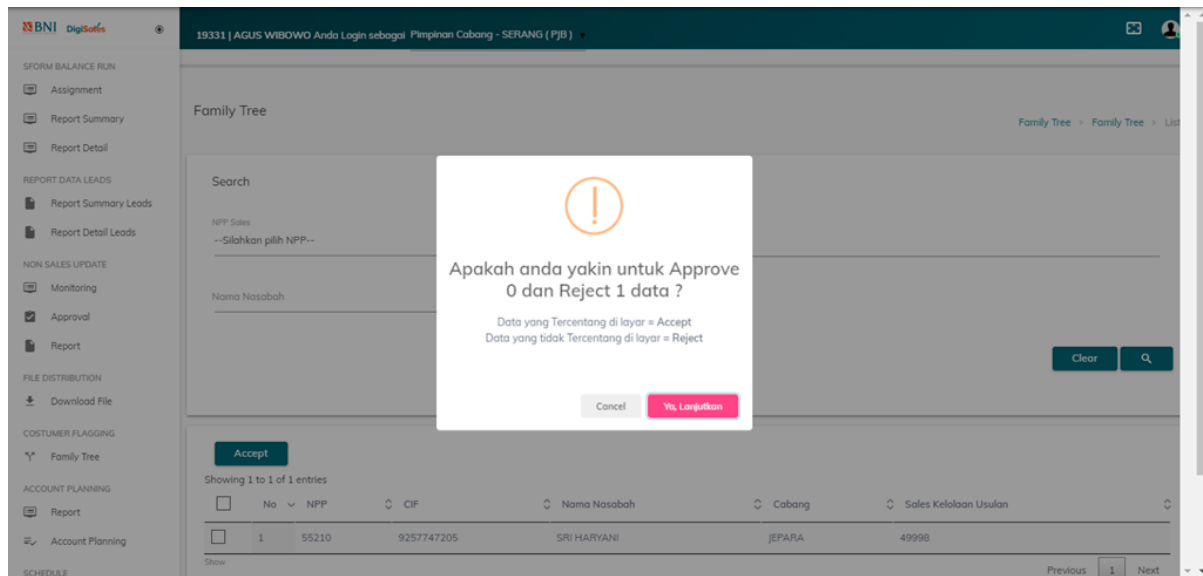 BNI DigiSales
19331 | AGUS WIBOWO Anda Login sebagai Pimpinan Cabang - SERANG ( PJB )
SFORM BALANCE RUN
Assignment
Report Summary
Report Detail
REPORT DATA LEADS
Report Summary Leads
Report Detail Leads
NON SALES UPDATE
Monitoring
Approval
Report
FILE DISTRIBUTION
Download File
COSTUMER FLAGGING
Family Tree
ACCOUNT PLANNING
Report
Account Planning
SCHEDULE
Family Tree
Family Tree > Family Tree > List
Search
NPP Sales
--Silahkan pilih NPP--
Nama Nasabah
Clear
Apakah anda yakin untuk Approve
0 dan Reject 1 data ?
Data yang Tercentang di layar = Accept
Data yang tidak Tercentang di layar = Reject
Cancel Ya, Lanjutkan
Accept
Showing 1 to 1 of 1 entries
No NPP CIF Nama Nasabah Cabang Sales Kelolaan Usulan
1 55210 9257747205 SRI HARYANI JEPARA 49998
Show
Previous 1 Next